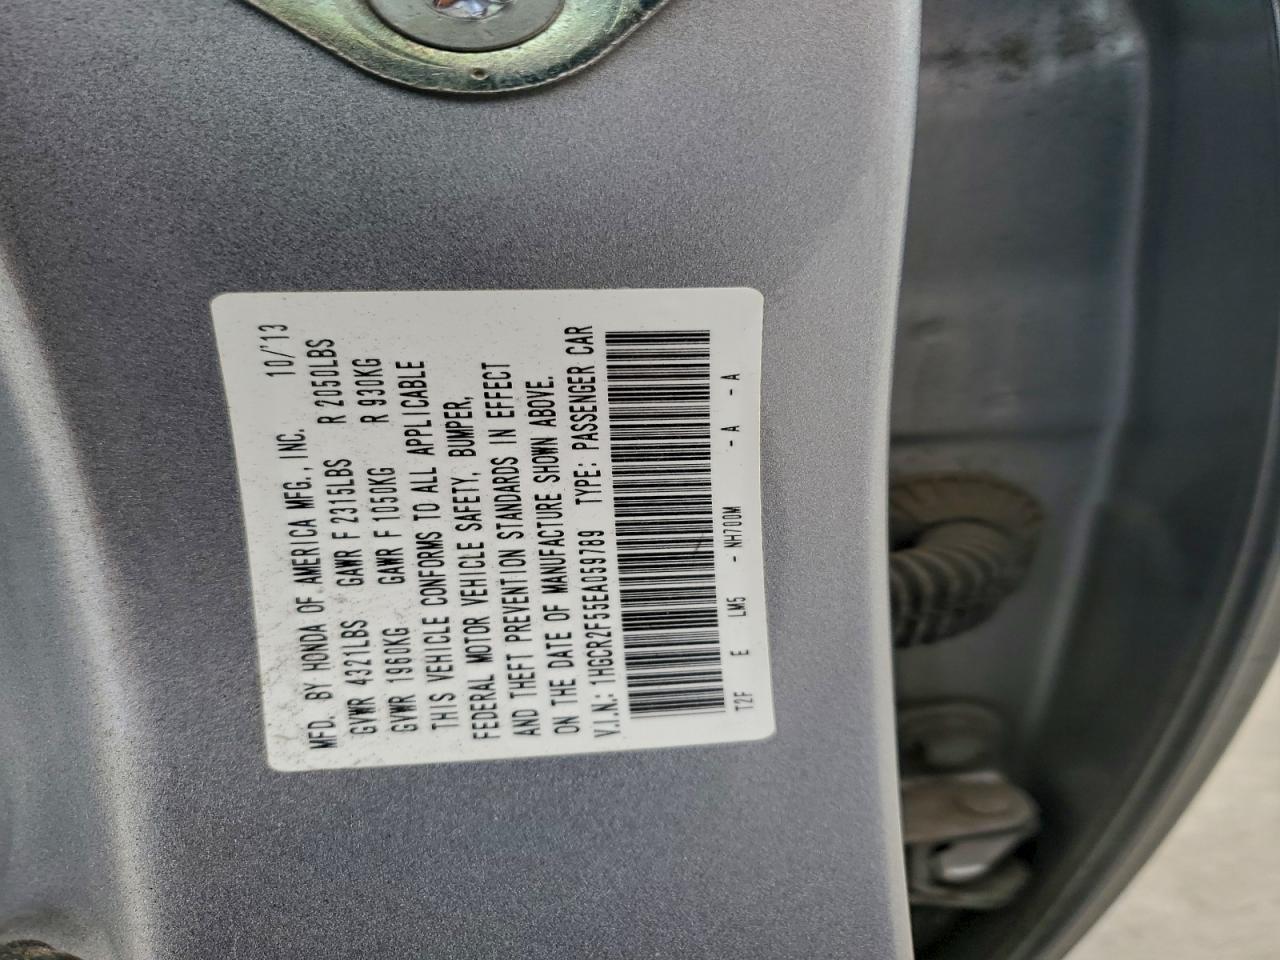 MFD. BY HONDA OF AMERICA MFG., INC. 10/'13
GVWR 4321LBS GAWR F 2315LBS R 2050LBS
GVWR 1960KG GAWR F 1050KG R 930KG
THIS VEHICLE CONFORMS TO ALL APPLICABLE
FEDERAL MOTOR VEHICLE SAFETY, BUMPER,
AND THEFT PREVENTION STANDARDS IN EFFECT
ON THE DATE OF MANUFACTURE SHOWN ABOVE.
V.I.N.: 1HGCR2F55EA059789 TYPE: PASSENGER CAR
T2F E LM5 - NH700M - A - A